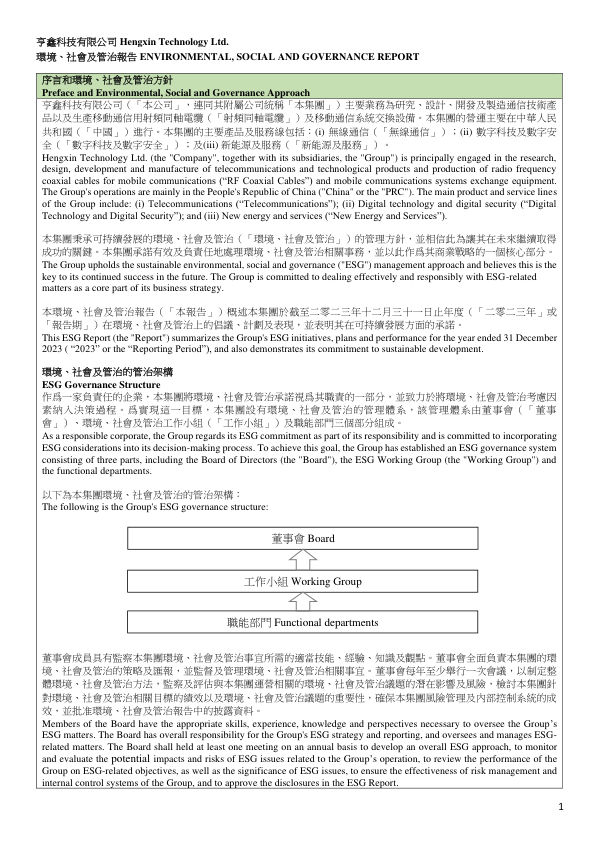 亨鑫科技有限公司 Hengxin Technology Ltd.
環境、社會及管治報告 ENVIRONMENTAL, SOCIAL AND GOVERNANCE REPORT
序言和環境、社會及管治方針
Preface and Environmental, Social and Governance Approach
亨鑫科技有限公司（「本公司」，連同其附屬公司統稱「本集團」）主要業務為研究、設計、開發及製造通信技術產
品以及生產移動通信用射頻同軸電纜（「射頻同軸電纜」）及移動通信系統交換設備。本集團的營運主要在中華人民
共和國（「中國」）進行。本集團的主要產品及服務線包括：(i) 無線通信（「無線通信」）；(ii) 數字科技及數字安
全（「數字科技及數字安全」）；及(iii) 新能源及服務（「新能源及服務」）。
Hengxin Technology Ltd. (the "Company", together with its subsidiaries, the "Group") is principally engaged in the research,
design, development and manufacture of telecommunications and technological products and production of radio frequency
coaxial cables for mobile communications (“RF Coaxial Cables”) and mobile communications systems exchange equipment.
The Group's operations are mainly in the People's Republic of China ("China" or the "PRC"). The main product and service lines
of the Group include: (i) Telecommunications (“Telecommunications”); (ii) Digital technology and digital security (“Digital
Technology and Digital Security”); and (iii) New energy and services (“New Energy and Services”).
本集團秉承可持續發展的環境、社會及管治（「環境、社會及管治」）的管理方針，並相信此為讓其在未來繼續取得
成功的關鍵。本集團承諾有效及負責任地處理環境、社會及管治相關事務，並以此作爲其商業戰略的一個核心部分。
The Group upholds the sustainable environmental, social and governance ("ESG") management approach and believes this is the
key to its continued success in the future. The Group is committed to dealing effectively and responsibly with ESG-related
matters as a core part of its business strategy.
本環境、社會及管治報告（「本報告」）概述本集團於截至二零二三年十二月三十一日止年度（「二零二三年」或
「報告期」）在環境、社會及管治上的倡議、計劃及表現，並表明其在可持續發展方面的承諾。
This ESG Report (the "Report") summarizes the Group's ESG initiatives, plans and performance for the year ended 31 December
2023 ( “2023” or the “Reporting Period”), and also demonstrates its commitment to sustainable development.
環境、社會及管治的管治架構
ESG Governance Structure
作爲一家負責任的企業，本集團將環境、社會及管治承諾視爲其職責的一部分，並致力於將環境、社會及管治考慮因
素納入決策過程。爲實現這一目標，本集團設有環境、社會及管治的管理體系，該管理體系由董事會（「董事
會」）、環境、社會及管治工作小組（「工作小組」）及職能部門三個部分組成。
As a responsible corporate, the Group regards its ESG commitment as part of its responsibility and is committed to incorporating
ESG considerations into its decision-making process. To achieve this goal, the Group has established an ESG governance system
consisting of three parts, including the Board of Directors (the "Board"), the ESG Working Group (the "Working Group") and
the functional departments.
以下為本集團環境、社會及管治的管治架構：
The following is the Group's ESG governance structure:
董事會 Board
工作小組 Working Group
職能部門 Functional departments
董事會成員具有監察本集團環境、社會及管治事宜所需的適當技能、經驗、知識及觀點。董事會全面負責本集團的環
境、社會及管治的策略及匯報，並監督及管理環境、社會及管治相關事宜。董事會每年至少舉行一次會議，以制定整
體環境、社會及管治方法，監察及評估與本集團運營相關的環境、社會及管治議題的潛在影響及風險，檢討本集團針
對環境、社會及管治相關目標的績效以及環境、社會及管治議題的重要性，確保本集團風險管理及內部控制系統的成
效，並批准環境、社會及管治報告中的披露資料。
Members of the Board have the appropriate skills, experience, knowledge and perspectives necessary to oversee the Group’s
ESG matters. The Board has overall responsibility for the Group's ESG strategy and reporting, and oversees and manages ESG-
related matters. The Board shall held at least one meeting on an annual basis to develop an overall ESG approach, to monitor
and evaluate the potential impacts and risks of ESG issues related to the Group’s operation, to review the performance of the
Group on ESG-related objectives, as well as the significance of ESG issues, to ensure the effectiveness of risk management and
internal control systems of the Group, and to approve the disclosures in the ESG Report.
1